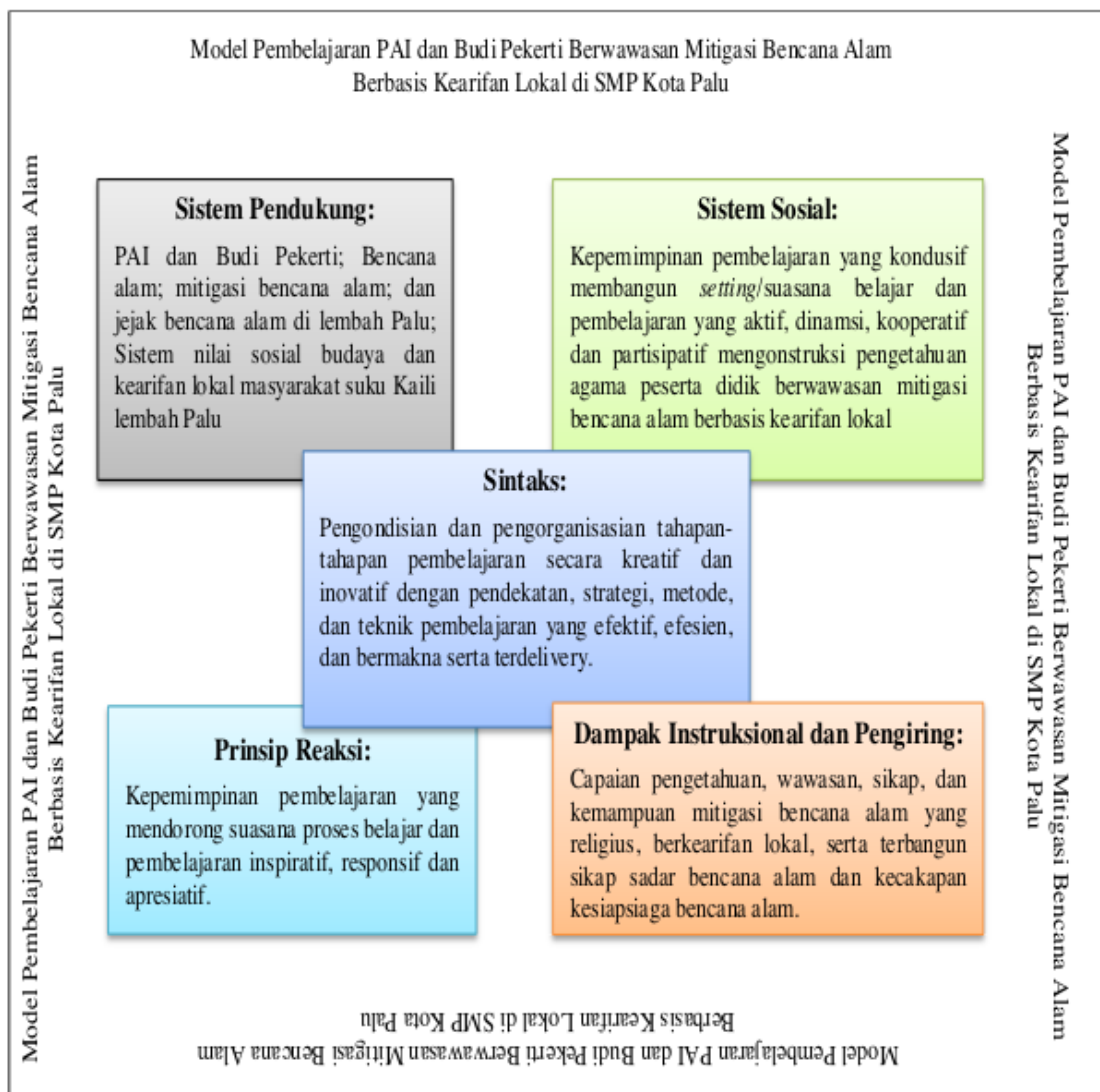 Model Pembelajaran PAI dan Budi Pekerti Berwawasan Mitigasi Bencana Alam
Berbasis Kearifan Lokal di SMP Kota Palu
Model Pembelajaran PAI dan Budi Pekerti Berwawasan Mitigasi Bencana Alam
Berbasis Kearifan Lokal di SMP Kota Palu
Sistem Pendukung:
PAI dan Budi Pekerti; Bencana
alam; mitigasi bencana alam; dan
jejak bencana alam di lembah Palu;
Sistem nilai sosial budaya dan
kearifan lokal masyarakat suku Kaili
lembah Palu
Sistem Sosial:
Kepemimpinan pembelajaran yang kondusif
membangun setting/suasana belajar dan
pembelajaran yang aktif, dinamsi, kooperatif
dan partisipatif mengonstruksi pengetahuan
agama peserta didik berwawasan mitigasi
bencana alam berbasis kearifan lokal
Sintaks:
Pengondisian dan pengorganisasian tahapan-
tahapan pembelajaran secara kreatif dan
inovatif dengan pendekatan, strategi, metode,
dan teknik pembelajaran yang efektif, efesien,
dan bermakna serta terdelivery.
Prinsip Reaksi:
Kepemimpinan pembelajaran yang
mendorong suasana proses belajar dan
pembelajaran inspiratif, responsif dan
apresiatif.
Dampak Instruksional dan Pengiring:
Capaian pengetahuan, wawasan, sikap, dan
kemampuan mitigasi bencana alam yang
religius, berkearifan lokal, serta terbangun
sikap sadar bencana alam dan kecakapan
kesiapsiaga bencana alam.
Model Pembelajaran PAI dan Budi Pekerti Berwawasan Mitigasi Bencana Alam
Berbasis Kearifan Lokal di SMP Kota Palu
Model Pembelajaran PAI dan Budi Pekerti Berwawasan Mitigasi Bencana Alam
Berbasis Kearifan Lokal di SMP Kota Palu